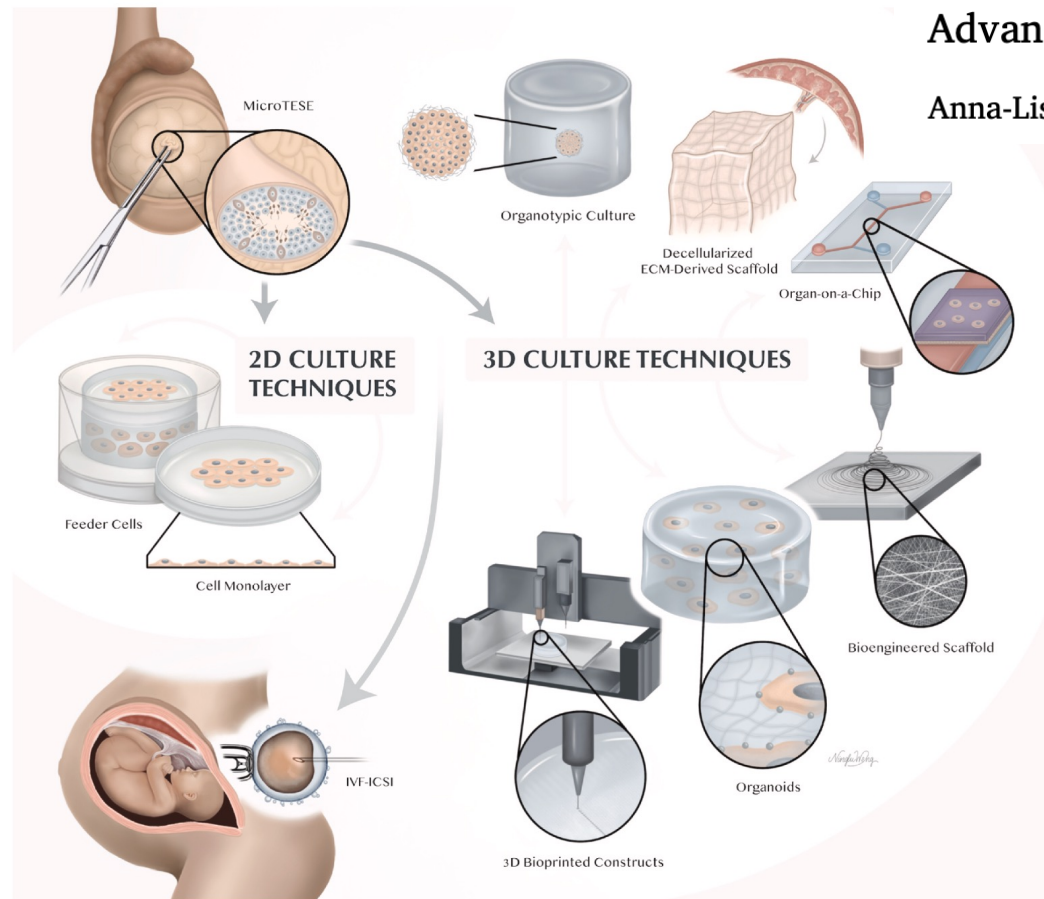 Advan
Anna-Lis
MicroTESE
Organotypic Culture
Decellularized
ECM-Derived Scaffold
Organ-on-a-Chip
2D CULTURE
TECHNIQUES
3D CULTURE TECHNIQUES
Feeder Cells
Cell Monolayer
Bioengineered Scaffold
Organoids
IVF-ICSI
3D Bioprinted Constructs